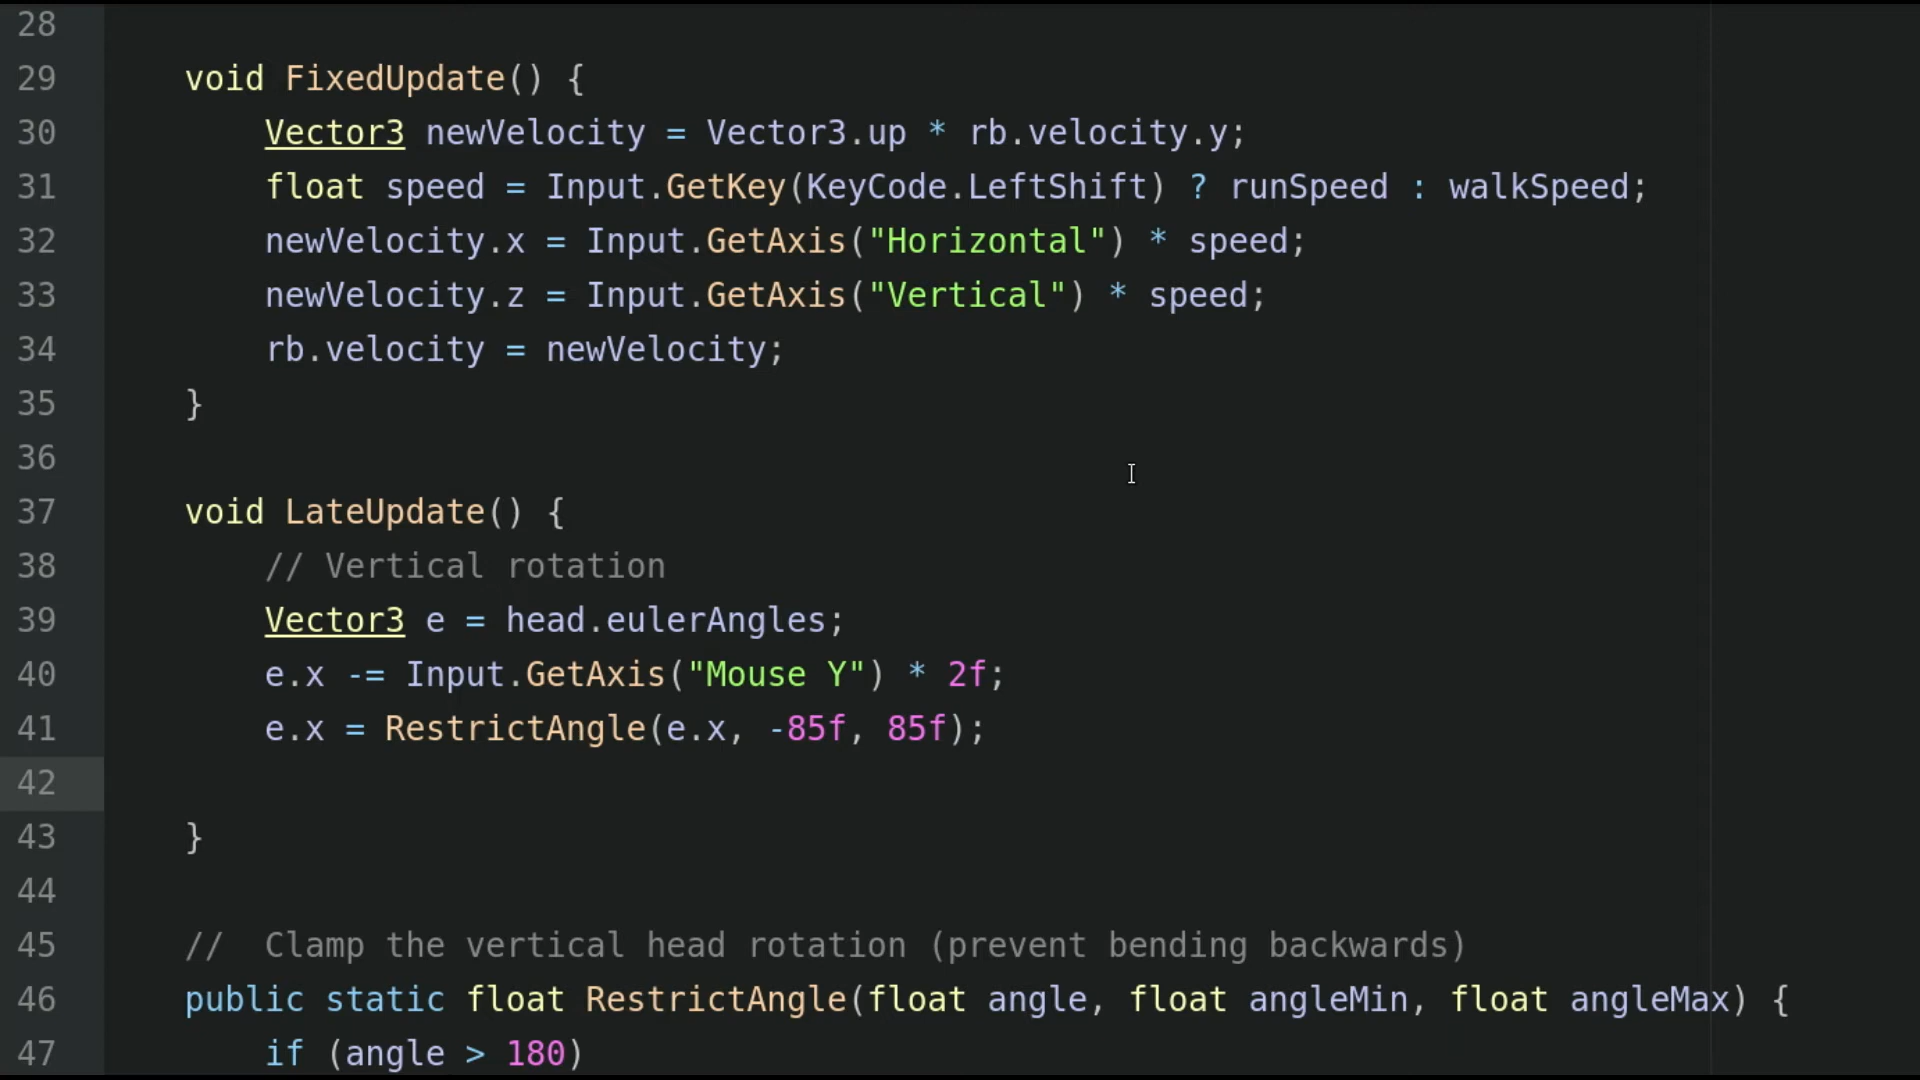 28
29 void FixedUpdate() {
30 Vector3 newVelocity = Vector3.up * rb.velocity.y;
31 float speed = Input.GetKey(KeyCode.LeftShift) ? runSpeed : walkSpeed;
32 newVelocity.x = Input.GetAxis("Horizontal") * speed;
33 newVelocity.z = Input.GetAxis("Vertical") * speed;
34 rb.velocity = newVelocity;
35 }
36
37 void LateUpdate() {
38 // Vertical rotation
39 Vector3 e = head.eulerAngles;
40 e.x -= Input.GetAxis("Mouse Y") * 2f;
41 e.x = RestrictAngle(e.x, -85f, 85f);
42
43 }
44
45 //  Clamp the vertical head rotation (prevent bending backwards)
46 public static float RestrictAngle(float angle, float angleMin, float angleMax) {
47 if (angle > 180)